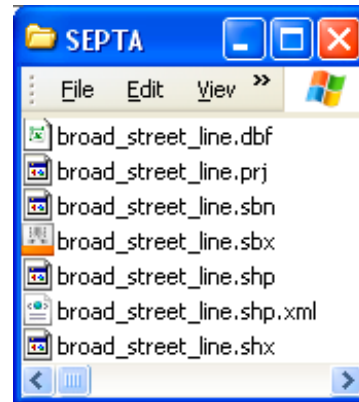 SEPTA
File Edit View »
broad_street_line.dbf
broad_street_line.prj
broad_street_line.sbn
broad_street_line.sbx
broad_street_line.shp
broad_street_line.shp.xml
broad_street_line.shx